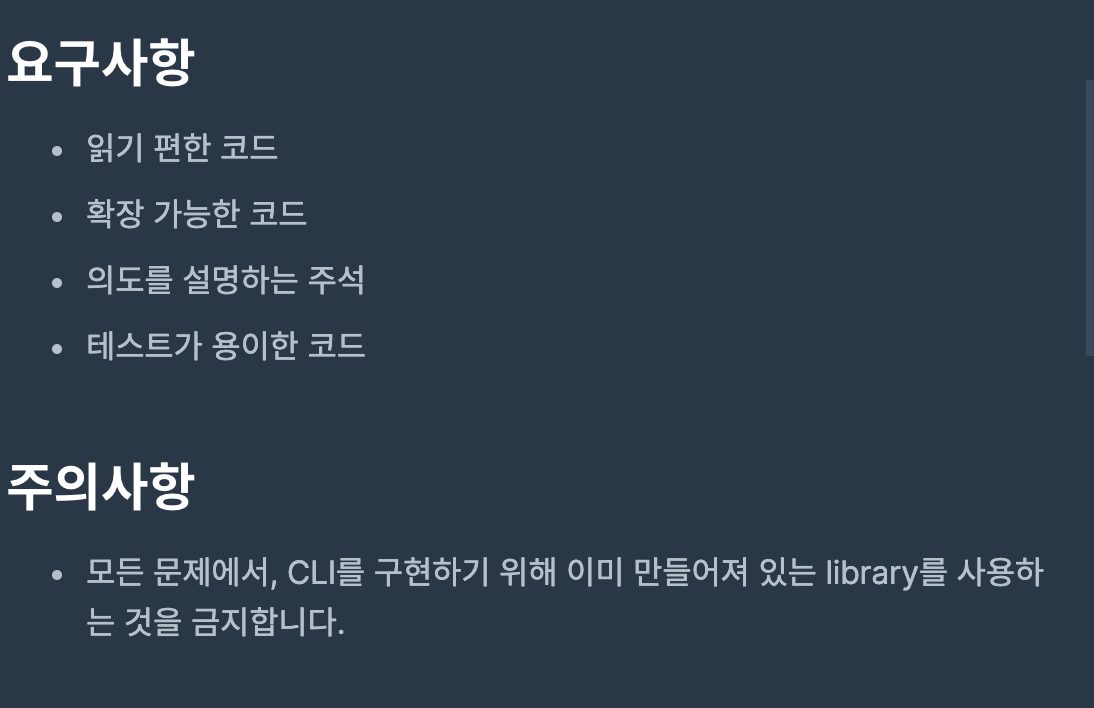 요구사항
읽기 편한 코드
확장 가능한 코드
의도를 설명하는 주석
테스트가 용이한 코드
주의사항
모든 문제에서, CLI를 구현하기 위해 이미 만들어져 있는 library를 사용하
는 것을 금지합니다.